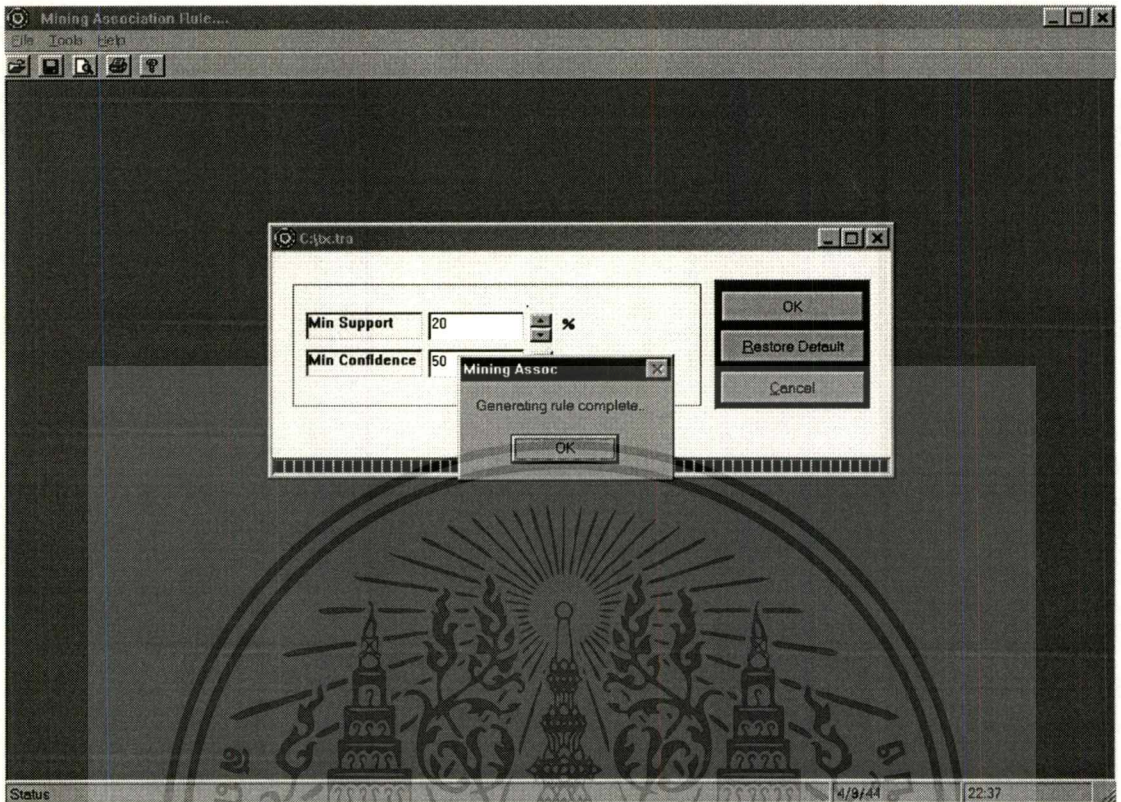 Mining Association Rule....
File Tools Help
C:\tx.tra
Min Support 20 %
Min Confidence 50
OK
Restore Default
Cancel
Mining Assoc
Generating rule complete..
OK
Status 4/9/44 22:37